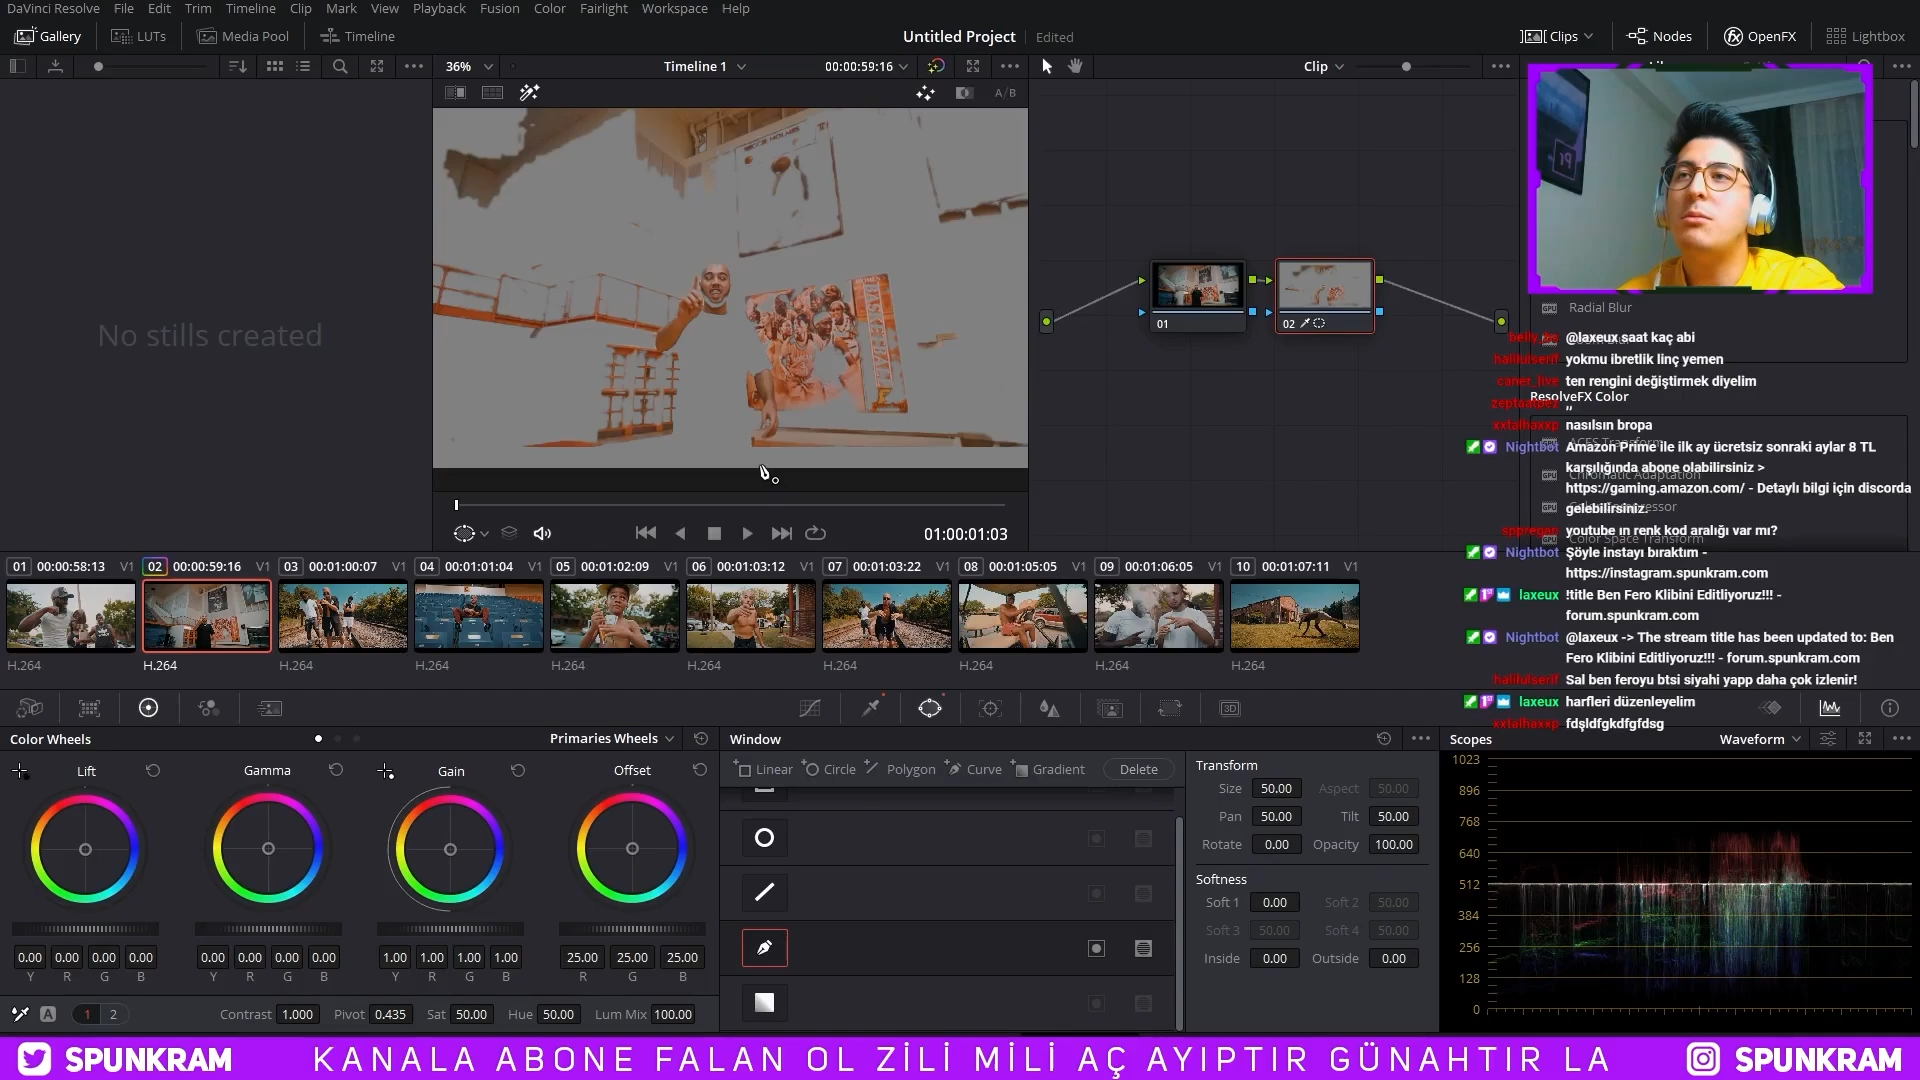 DaVinci Resolve File Edit Trim Timeline Clip Mark View Playback Fusion Color Fairlight Workspace Help
Gallery LUTs Media Pool Timeline Untitled Project Edited Clips Nodes OpenFX Lightbox
36% Timeline 1 00:00:59:16 Clip
A/B
No stills created
01
02
Radial Blur
@laxeux saat kaç abi
halilulserif yokmu ibretlik linç yemen
caner_live ten rengini değiştirmek diyelim
ResolveFX Color
,,
xxtalhaxxp nasılsın bropa
Nightbot Amazon Prime ile ilk ay ücretsiz sonraki aylar 8 TL
karşılığında abone olabilirsiniz >
Chromatic Adaptation
https://gaming.amazon.com/ - Detaylı bilgi için discorda
gelebilirsiniz.
youtube ın renk kod aralığı var mı?
Color Space Transform
Nightbot Şöyle instayı bıraktım -
https://instagram.spunkram.com
laxeux !title Ben Fero Klibini Editliyoruz!!! -
forum.spunkram.com
Nightbot @laxeux -> The stream title has been updated to: Ben
Fero Klibini Editliyoruz!!! - forum.spunkram.com
halilulserif Sal ben feroyu btsi siyahi yapp daha çok izlenir!
laxeux harfleri düzenleyelim
xxtalhaxxp fdşldfgkdfgfdsg
01:00:01:03
01 00:00:58:13 V1 02 00:00:59:16 V1 03 00:01:00:07 V1 04 00:01:01:04 V1 05 00:01:02:09 V1 06 00:01:03:12 V1 07 00:01:03:22 V1 08 00:01:05:05 V1 09 00:01:06:05 V1 10 00:01:07:11 V1
H.264 H.264 H.264 H.264 H.264 H.264 H.264 H.264 H.264 H.264
3D
Color Wheels Primaries Wheels Window Scopes Waveform
Lift Gamma Gain Offset
0.00 0.00 0.00 0.00 0.00 0.00 0.00 0.00 1.00 1.00 1.00 1.00 25.00 25.00 25.00
Y R G B Y R G B Y R G B R G B
A 1 2 Contrast 1.000 Pivot 0.435 Sat 50.00 Hue 50.00 Lum Mix 100.00
Linear Circle Polygon Curve Gradient Delete
Transform
Size 50.00 Aspect 50.00
Pan 50.00 Tilt 50.00
Rotate 0.00 Opacity 100.00
Softness
Soft 1 0.00 Soft 2 50.00
Soft 3 50.00 Soft 4 50.00
Inside 0.00 Outside 0.00
1023
896
768
640
512
384
256
128
0
SPUNKRAM KANALA ABONE FALAN OL ZİLİ MİLİ AÇ AYIPTIR GÜNAHTIR LA SPUNKRAM